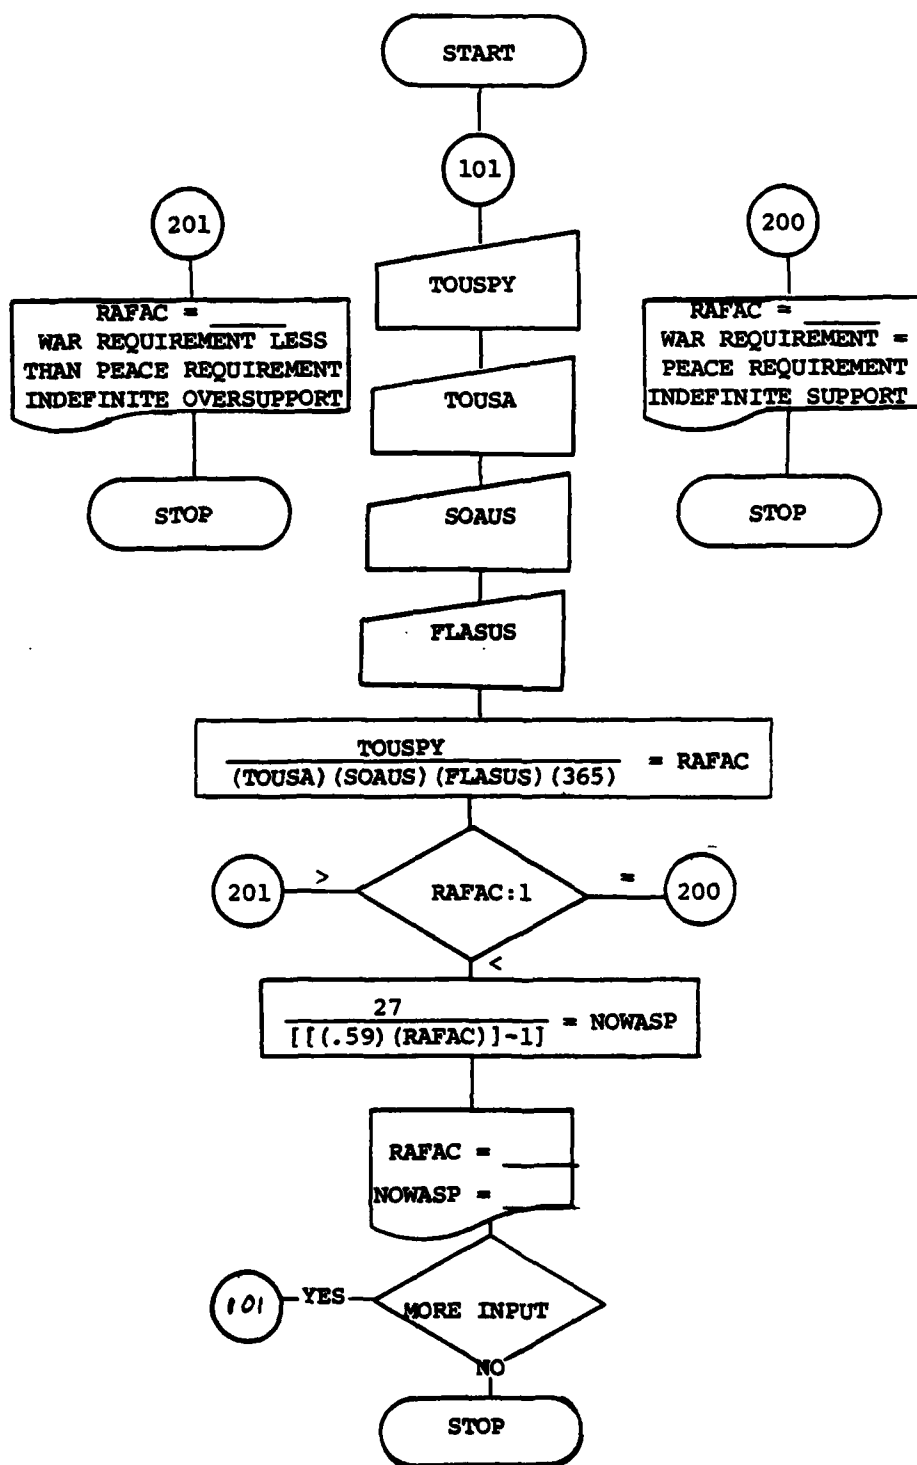 START
101
201
200
TOUSPY
RAFAC = ____
WAR REQUIREMENT LESS
THAN PEACE REQUIREMENT
INDEFINITE OVERSUPPORT
RAFAC = ____
WAR REQUIREMENT =
PEACE REQUIREMENT
INDEFINITE SUPPORT
TOUSA
STOP
SOAUS
STOP
FLASUS
TOUSPY
(TOUSA)(SOAUS)(FLASUS)(365)
= RAFAC
201
>
RAFAC:1
=
200
<
27
[[(.59)(RAFAC)]-1]
= NOWASP
RAFAC = ____
NOWASP = ____
101
YES
MORE INPUT
NO
STOP